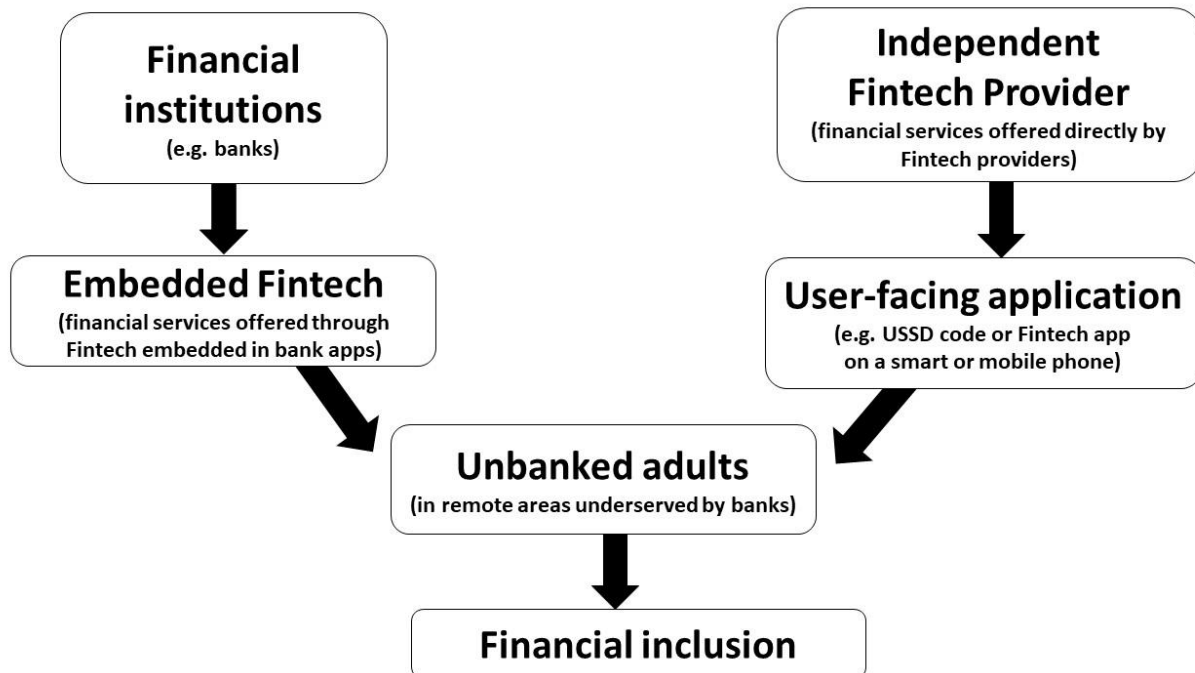 Financial
institutions
(e.g. banks)
Independent
Fintech Provider
(financial services offered directly by
Fintech providers)
Embedded Fintech
(financial services offered through
Fintech embedded in bank apps)
User-facing application
(e.g. USSD code or Fintech app
on a smart or mobile phone)
Unbanked adults
(in remote areas underserved by banks)
Financial inclusion